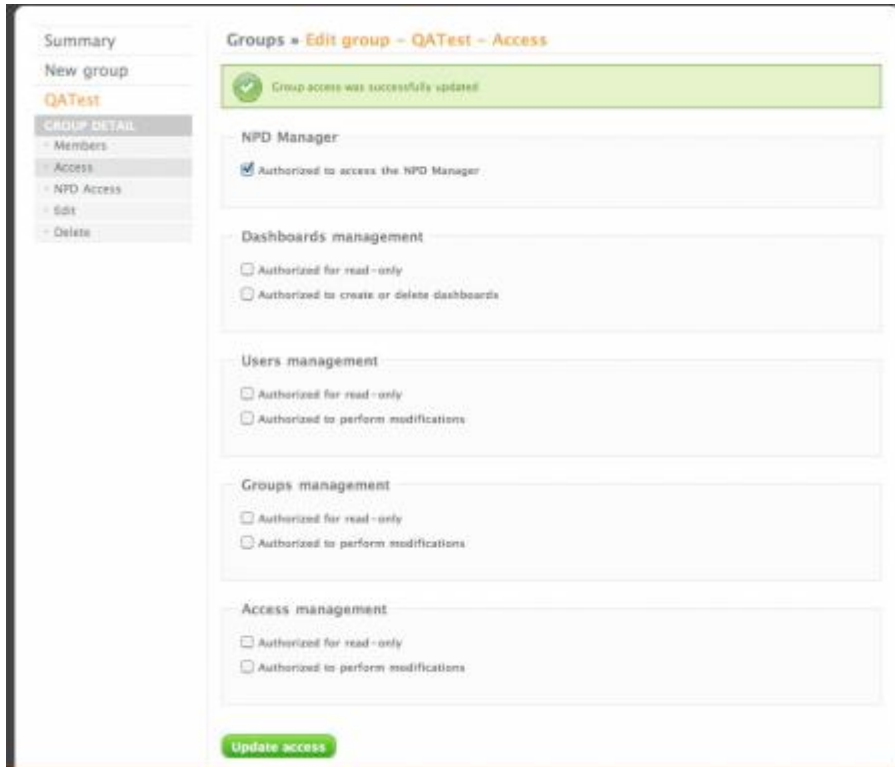 Summary
New group
QATest
GROUP DETAIL
Members
Access
NPD Access
Edit
Delete
Groups » Edit group - QATest - Access
Group access was successfully updated
NPD Manager
Authorized to access the NPD Manager
Dashboards management
Authorized for read-only
Authorized to create or delete dashboards
Users management
Authorized for read-only
Authorized to perform modifications
Groups management
Authorized for read-only
Authorized to perform modifications
Access management
Authorized for read-only
Authorized to perform modifications
Update access